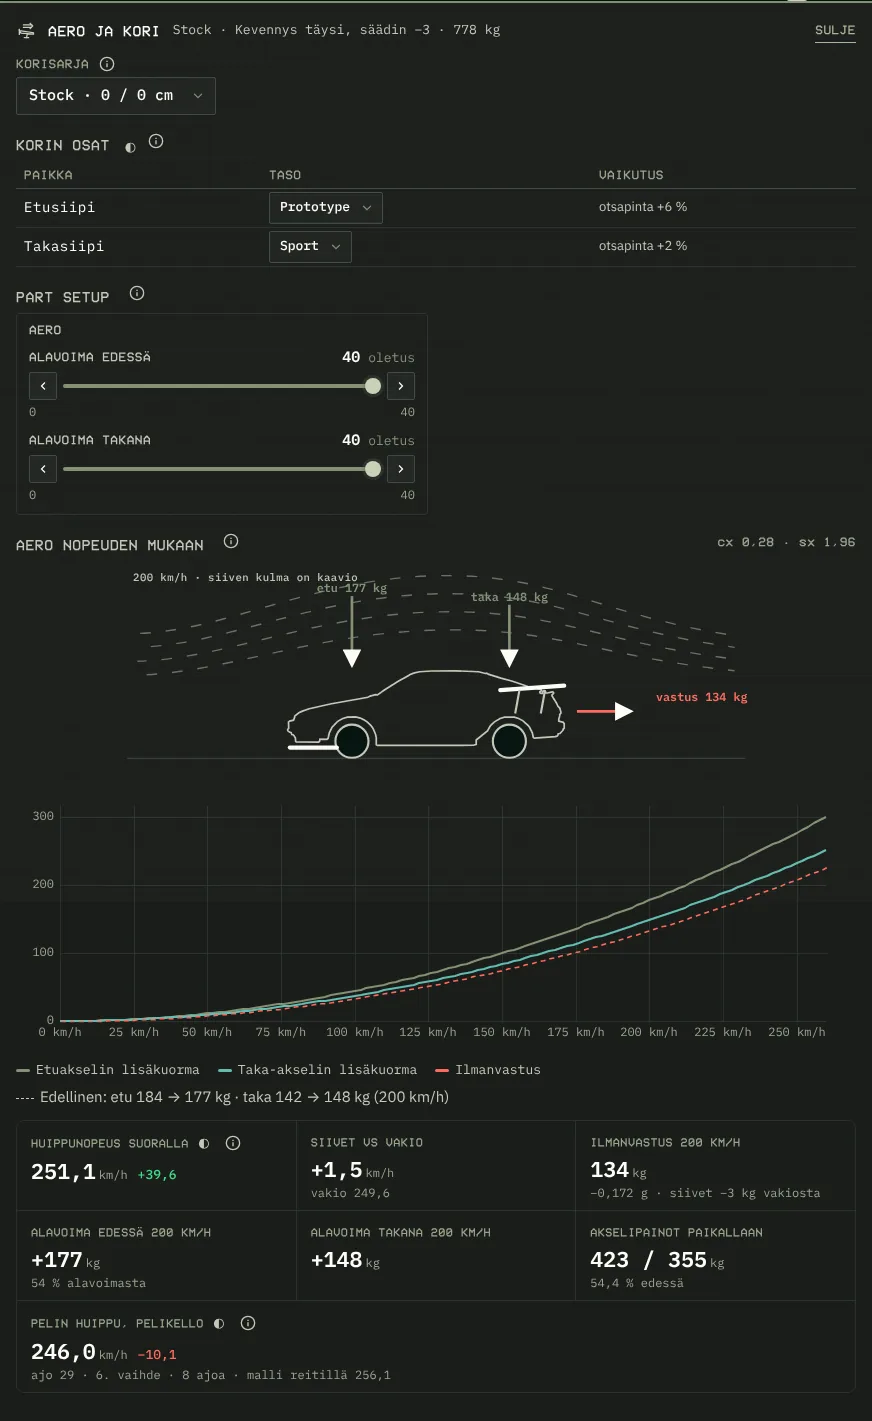 AERO JA KORI Stock · Kevennys täysi, säädin −3 · 778 kg SULJE
KORISARJA
Stock · 0 / 0 cm
KORIN OSAT
PAIKKA TASO VAIKUTUS
Etusiipi Prototype otsapinta +6 %
Takasiipi Sport otsapinta +2 %
PART SETUP
AERO
ALAVOIMA EDESSÄ 40 oletus
0 40
ALAVOIMA TAKANA 40 oletus
0 40
AERO NOPEUDEN MUKAAN cx 0,28 · sx 1,96
200 km/h · siiven kulma on kaavio
etu 177 kg
taka 148 kg
vastus 134 kg
300
200
100
0
0 km/h 25 km/h 50 km/h 75 km/h 100 km/h 125 km/h 150 km/h 175 km/h 200 km/h 225 km/h 250 km/h
Etuakselin lisäkuorma Taka-akselin lisäkuorma Ilmanvastus
Edellinen: etu 184 → 177 kg · taka 142 → 148 kg (200 km/h)
HUIPPUNOPEUS SUORALLA SIIVET VS VAKIO ILMANVASTUS 200 KM/H
251,1 km/h +39,6 +1,5 km/h 134 kg
vakio 249,6 −0,172 g · siivet −3 kg vakiosta
ALAVOIMA EDESSÄ 200 KM/H ALAVOIMA TAKANA 200 KM/H AKSELIPAINOT PAIKALLAAN
+177 kg +148 kg 423 / 355 kg
54 % alavoimasta 54,4 % edessä
PELIN HUIPPU, PELIKELLO
246,0 km/h −10,1
ajo 29 · 6. vaihde · 8 ajoa · malli reitillä 256,1